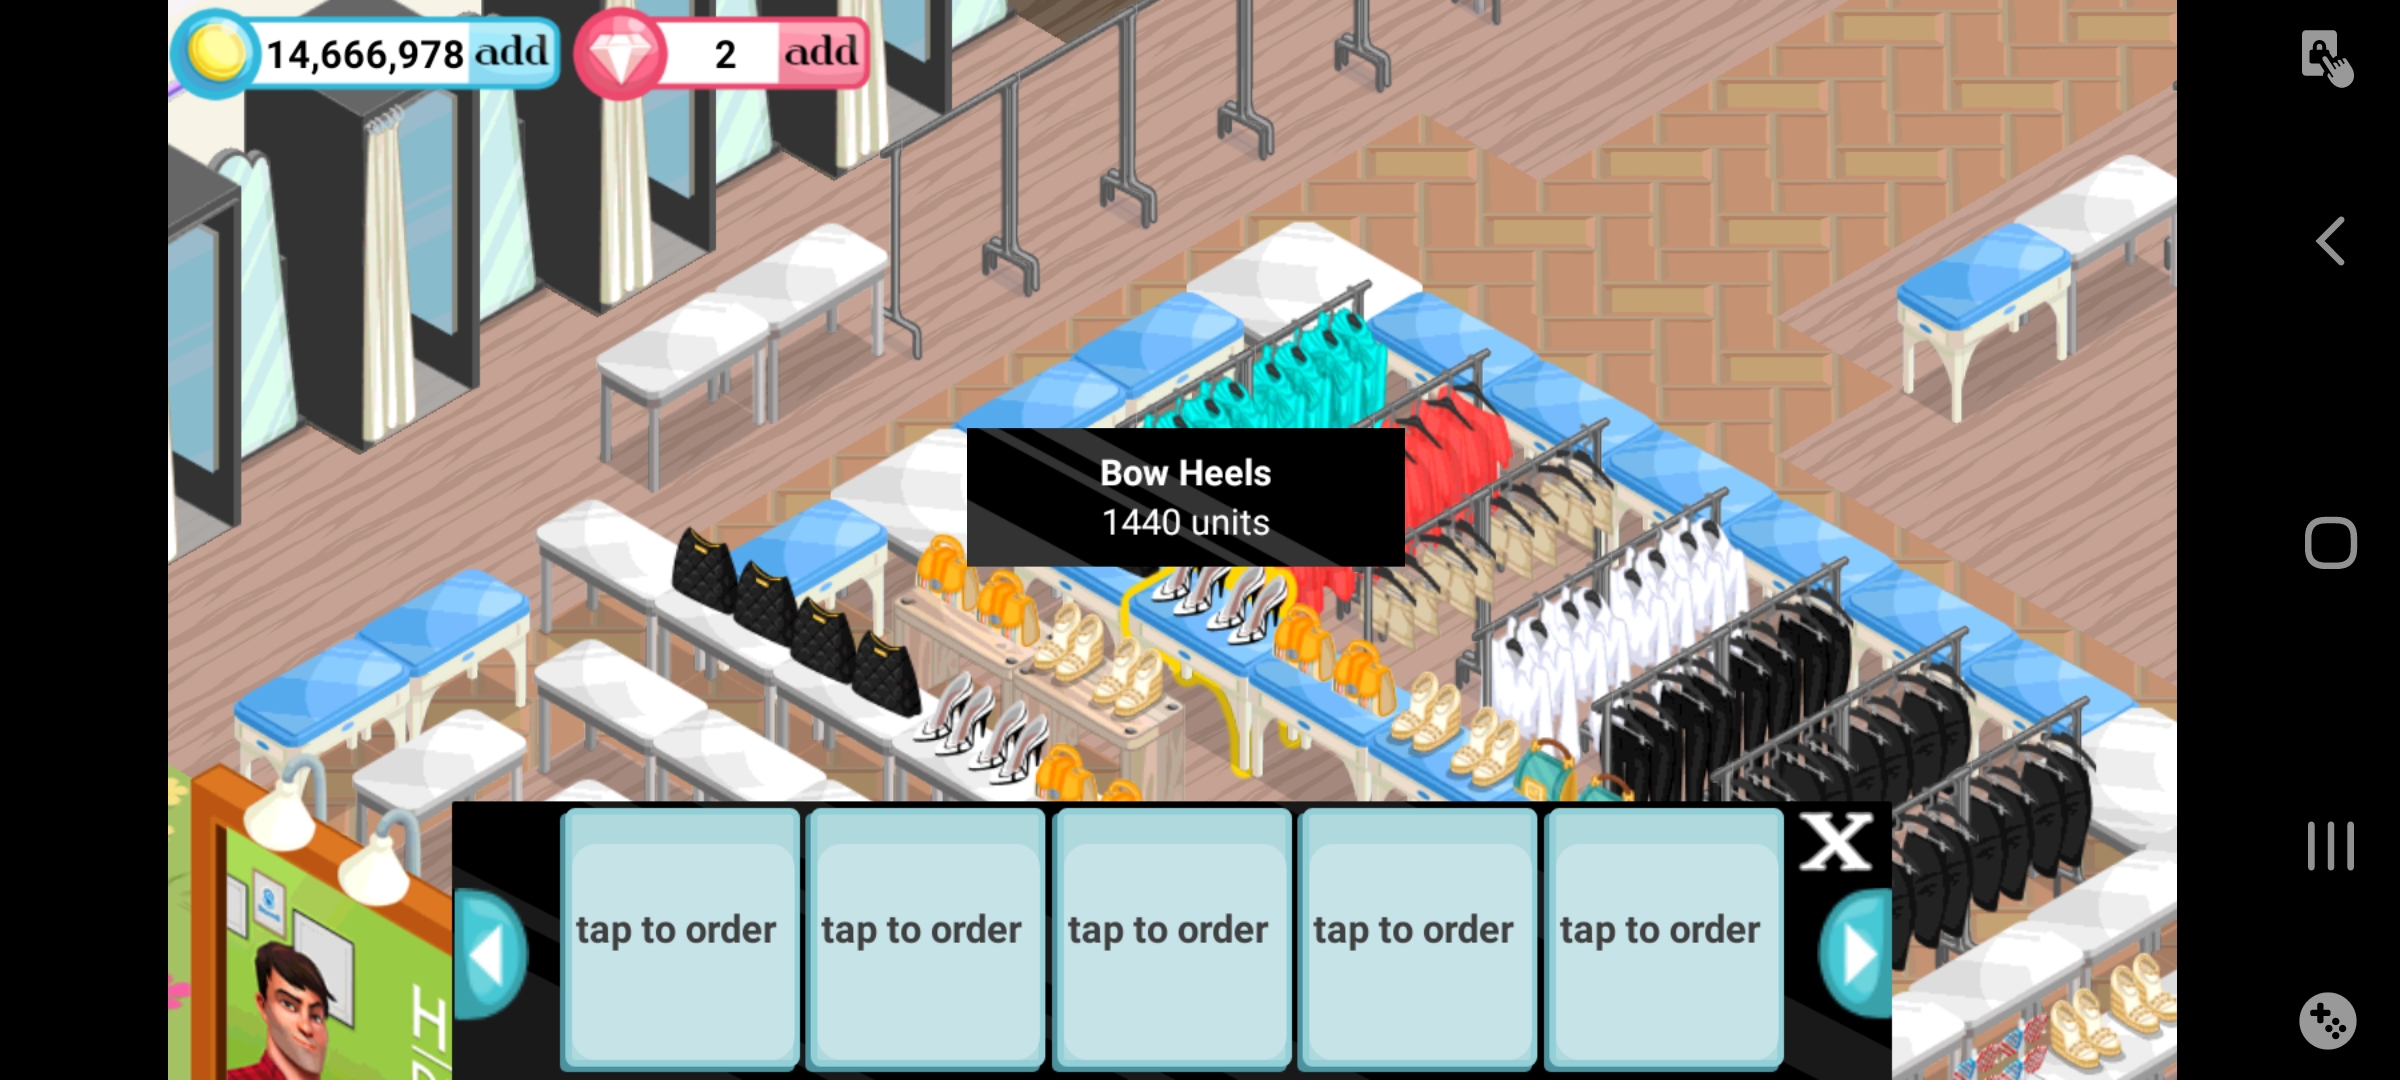 14,666,978 add
2 add
Bow Heels
1440 units
X
tap to order
tap to order
tap to order
tap to order
tap to order
H